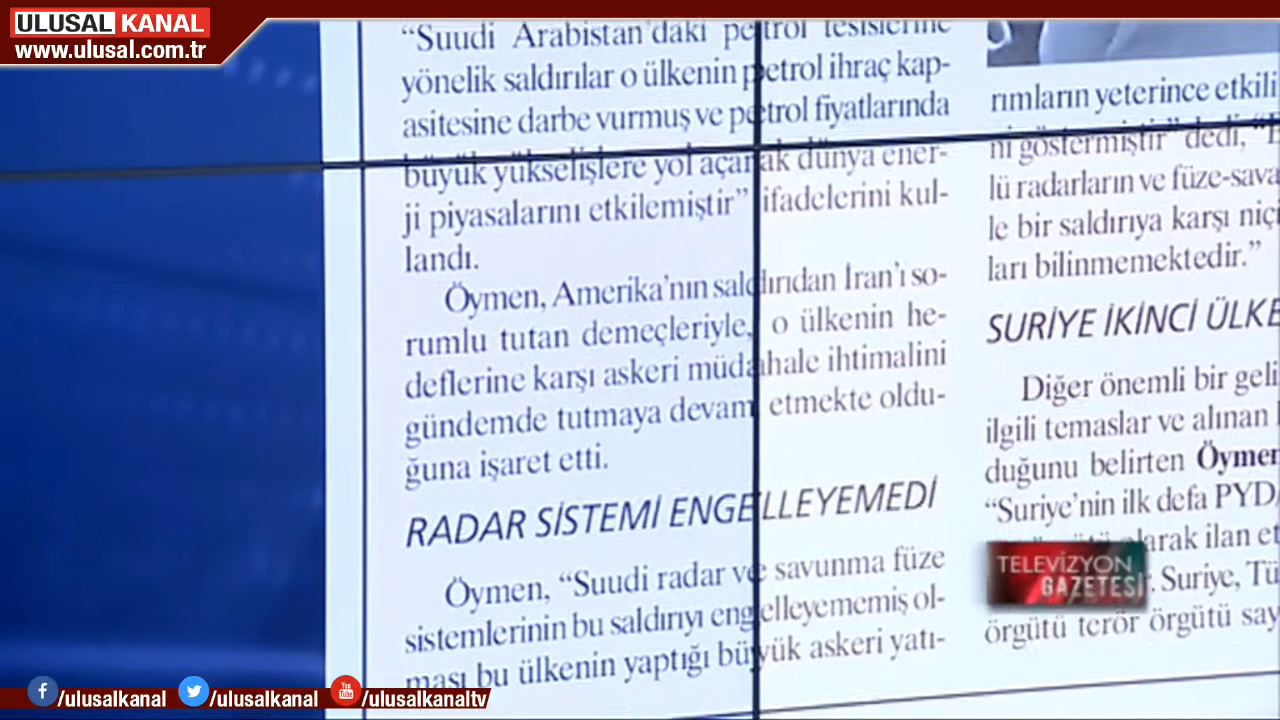 ULUSAL KANAL
www.ulusal.com.tr
“Suudi Arabistan’daki petrol tesislerine
yönelik saldırılar o ülkenin petrol ihraç kap-
asitesine darbe vurmuş ve petrol fiyatlarında
büyük yükselişlere yol açarak dünya ener-
ji piyasalarını etkilemiştir” ifadelerini kul-
landı.
Öymen, Amerika’nın saldırıdan İran’ı so-
rumlu tutan demeçleriyle, o ülkenin he-
deflerine karşı askeri müdahale ihtimalini
gündemde tutmaya devam etmekte oldu-
ğuna işaret etti.
RADAR SİSTEMİ ENGELLEYEMEDİ
Öymen, “Suudi radar ve savunma füze
sistemlerinin bu saldırıyı engelleyememiş ol-
ması bu ülkenin yaptığı büyük askeri yatı-
rımların yeterince etkili
ni göstermiştir” dedi,
lü radarların ve füze-sava
le bir saldırıya karşı niçi
ları bilinmemektedir.”
SURİYE İKİNCİ ÜLKE
Diğer önemli bir geli
ilgili temaslar ve alınan
duğunu belirten Öymen
“Suriye’nin ilk defa PYD
olarak ilan et
Suriye, Tü
örgütü terör örgütü say
TELEVİZYON
GAZETESİ
/ulusalkanal
/ulusalkanal
You Tube
/ulusalkanaltv